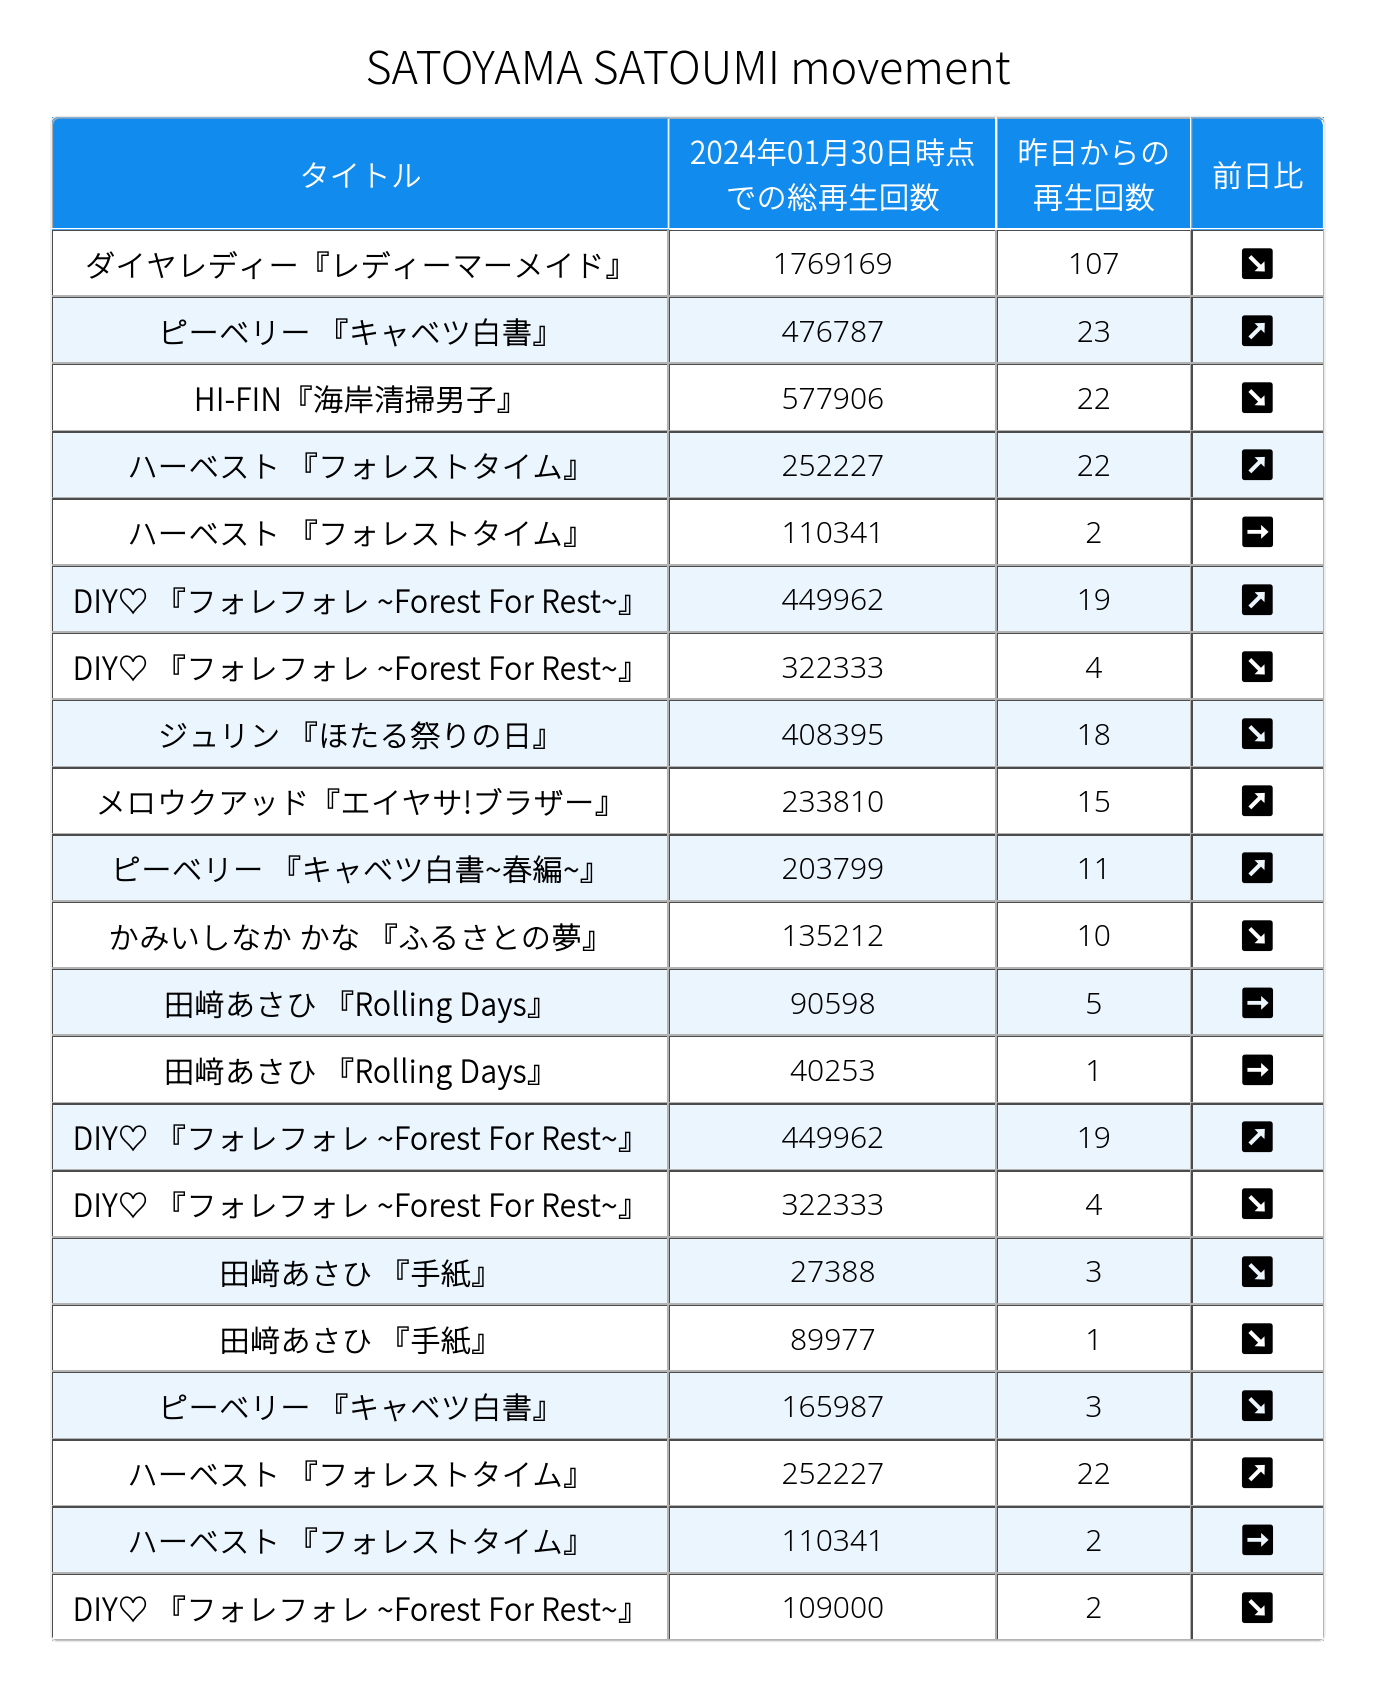 SATOYAMA SATOUMI movement
タイトル 2024年01月30日時点での総再生回数 昨日からの再生回数 前日比
ダイヤレディー『レディーマーメイド』 1769169 107 ↘
ピーベリー 『キャベツ白書』 476787 23 ↗
HI-FIN『海岸清掃男子』 577906 22 ↘
ハーベスト 『フォレストタイム』 252227 22 ↗
ハーベスト 『フォレストタイム』 110341 2 →
DIY♡ 『フォレフォレ ~Forest For Rest~』 449962 19 ↗
DIY♡ 『フォレフォレ ~Forest For Rest~』 322333 4 ↘
ジュリン 『ほたる祭りの日』 408395 18 ↘
メロウクアッド『エイヤサ!ブラザー』 233810 15 ↗
ピーベリー 『キャベツ白書~春編~』 203799 11 ↗
かみいしなか かな 『ふるさとの夢』 135212 10 ↘
田﨑あさひ 『Rolling Days』 90598 5 →
田﨑あさひ 『Rolling Days』 40253 1 →
DIY♡ 『フォレフォレ ~Forest For Rest~』 449962 19 ↗
DIY♡ 『フォレフォレ ~Forest For Rest~』 322333 4 ↘
田﨑あさひ 『手紙』 27388 3 ↘
田﨑あさひ 『手紙』 89977 1 ↘
ピーベリー 『キャベツ白書』 165987 3 ↘
ハーベスト 『フォレストタイム』 252227 22 ↗
ハーベスト 『フォレストタイム』 110341 2 →
DIY♡ 『フォレフォレ ~Forest For Rest~』 109000 2 ↘